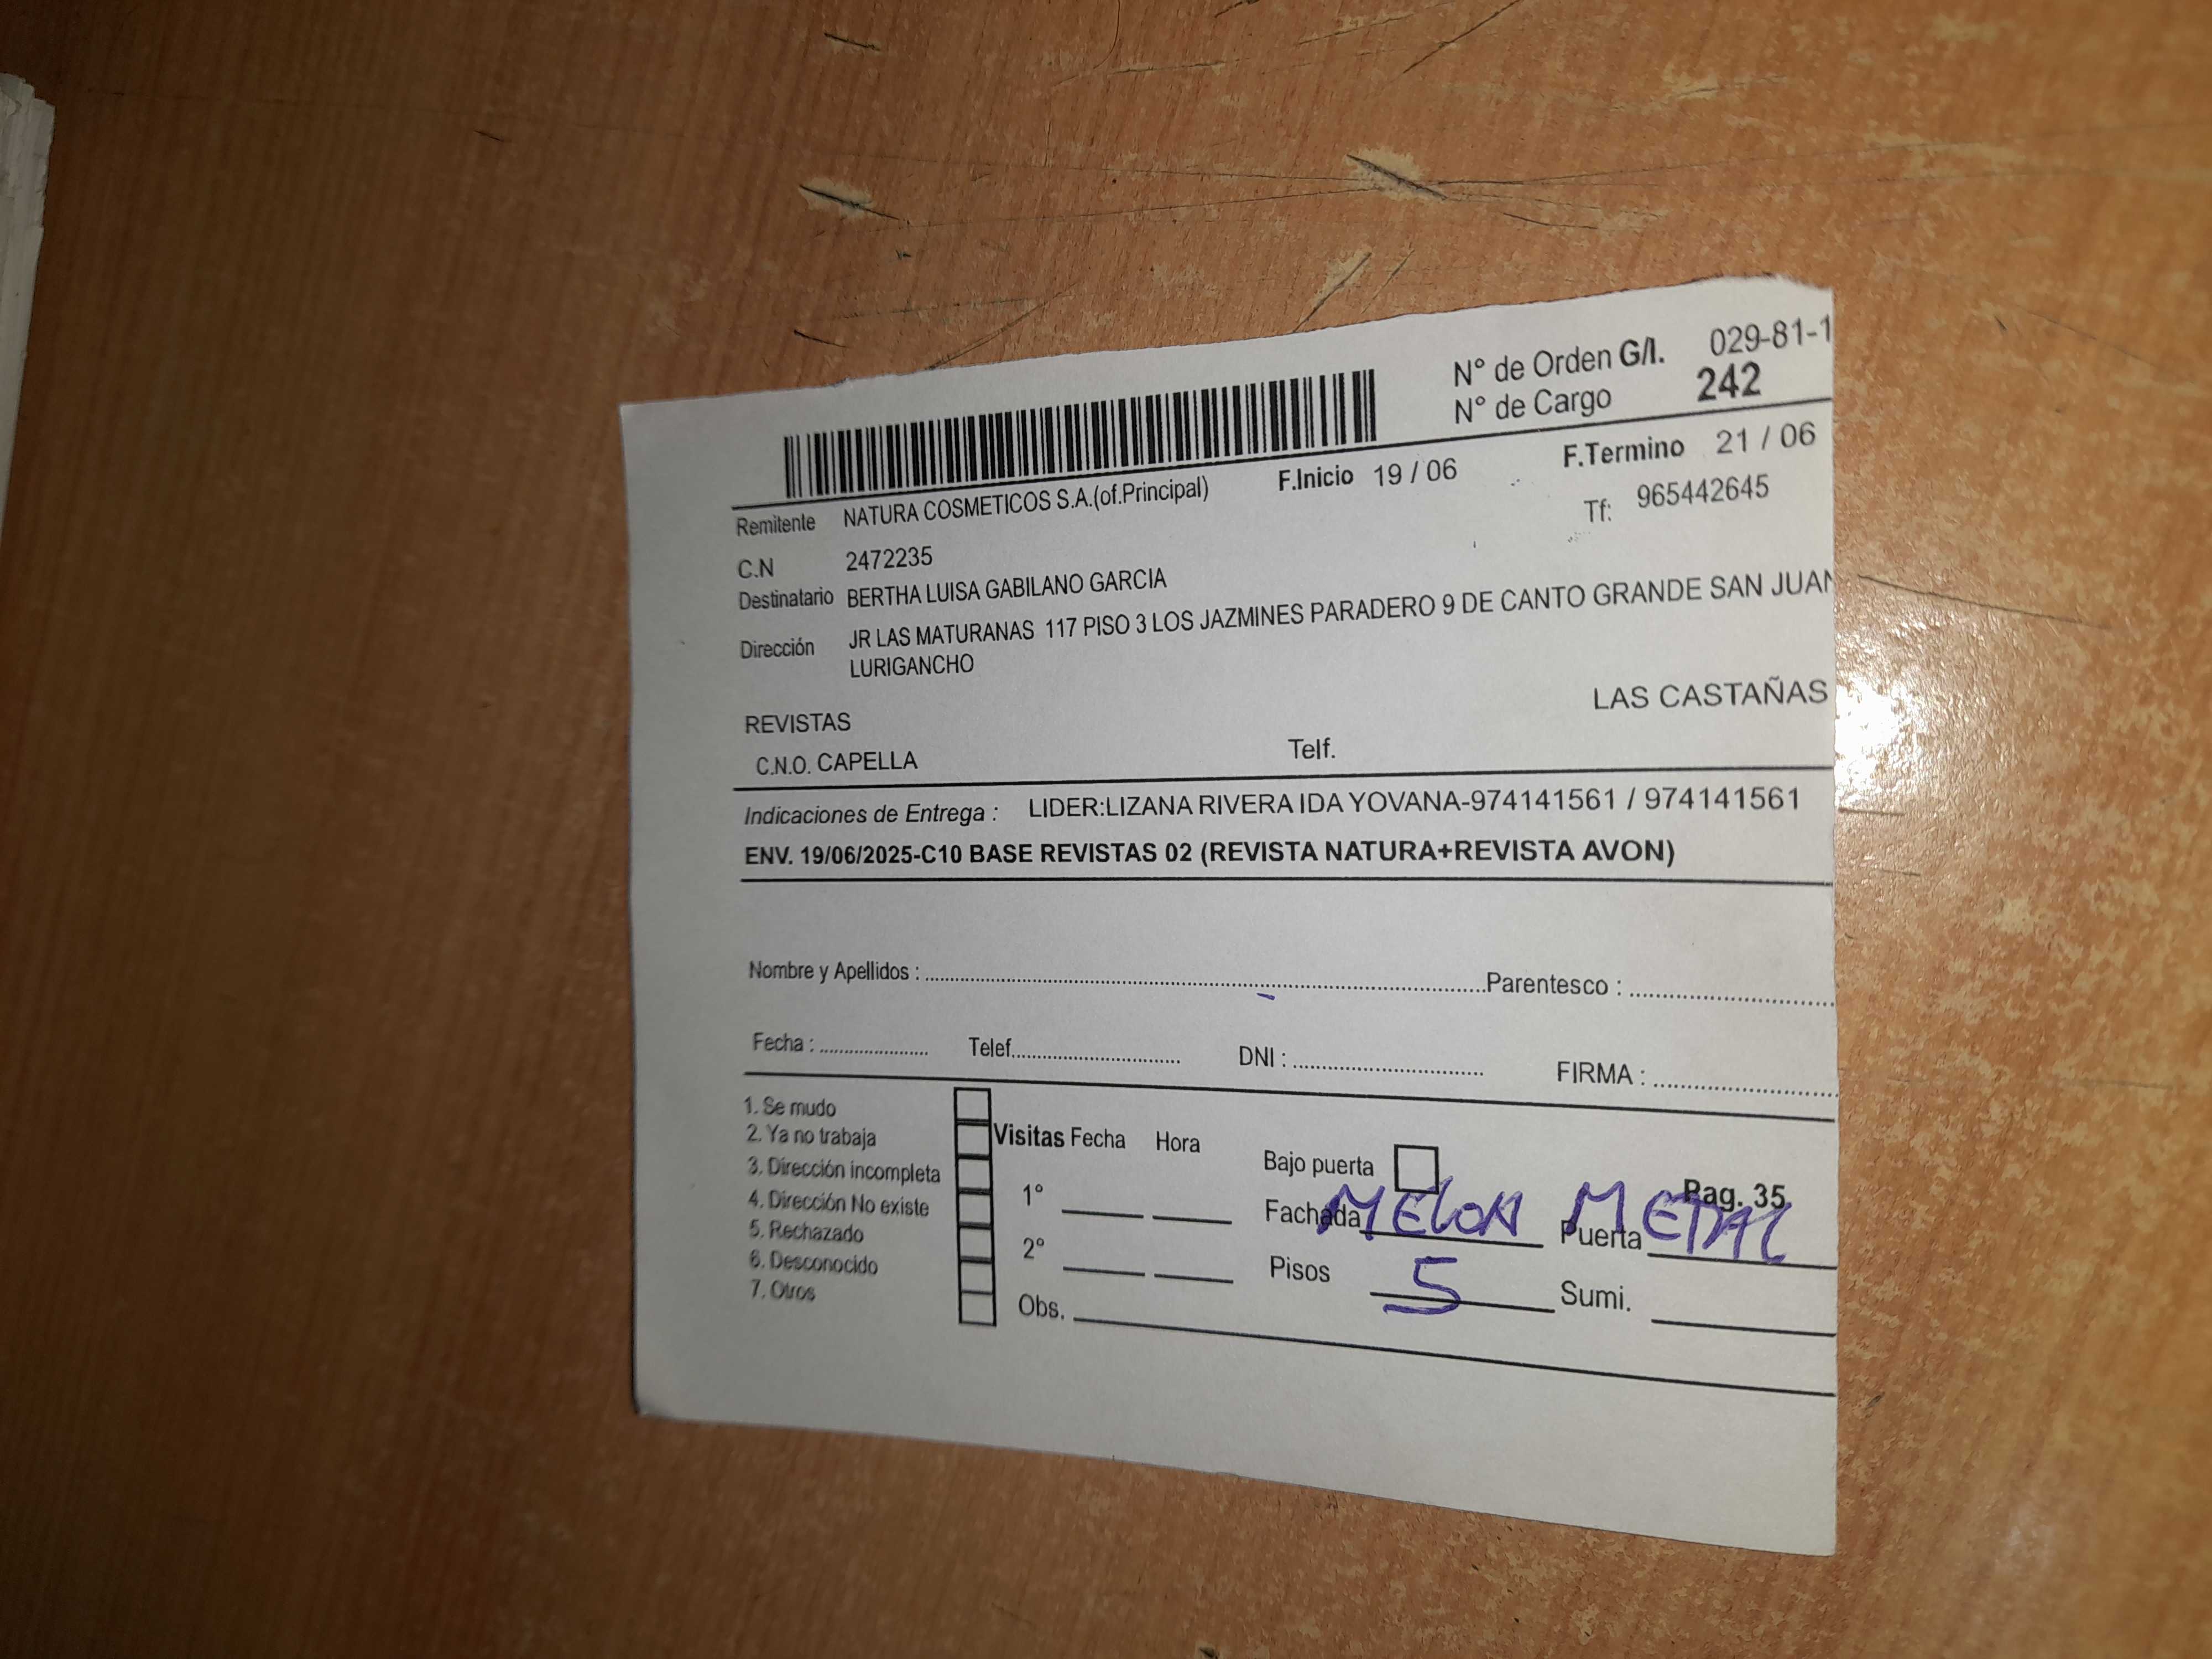 N° de Orden G/I. 029-81-1
N° de Cargo 242
F.Inicio 19 / 06 F.Termino 21 / 06
Remitente NATURA COSMETICOS S.A.(of.Principal)
Tf: 965442645
C.N 2472235
Destinatario BERTHA LUISA GABILANO GARCIA
Dirección JR LAS MATURANAS 117 PISO 3 LOS JAZMINES PARADERO 9 DE CANTO GRANDE SAN JUAN
LURIGANCHO
LAS CASTAÑAS
REVISTAS
C.N.O. CAPELLA Telf.
Indicaciones de Entrega : LIDER:LIZANA RIVERA IDA YOVANA-974141561 / 974141561
ENV. 19/06/2025-C10 BASE REVISTAS 02 (REVISTA NATURA+REVISTA AVON)
Nombre y Apellidos : Parentesco :
Fecha : Telef. DNI : FIRMA :
1. Se mudo
2. Ya no trabaja
3. Dirección incompleta
4. Dirección No existe
5. Rechazado
6. Desconocido
7. Otros
Visitas Fecha Hora
1°
2°
Obs.
Bajo puerta
Pag. 35
Fachada MELON Puerta METAL
Pisos 5 Sumi.